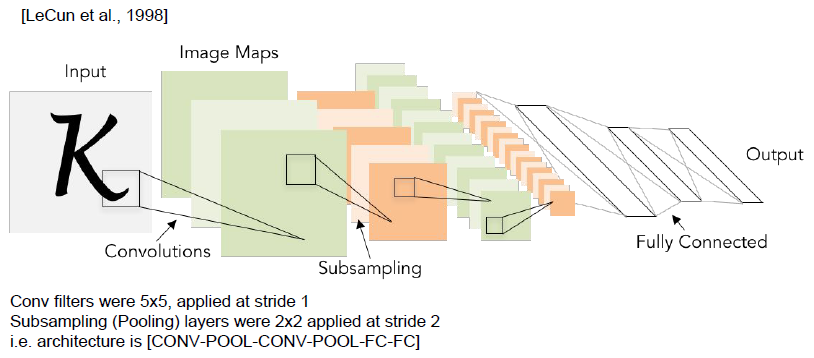 [LeCun et al., 1998]
Image Maps
Input
K
Output
Fully Connected
Convolutions
Subsampling
Conv filters were 5x5, applied at stride 1
Subsampling (Pooling) layers were 2x2 applied at stride 2
i.e. architecture is [CONV-POOL-CONV-POOL-FC-FC]